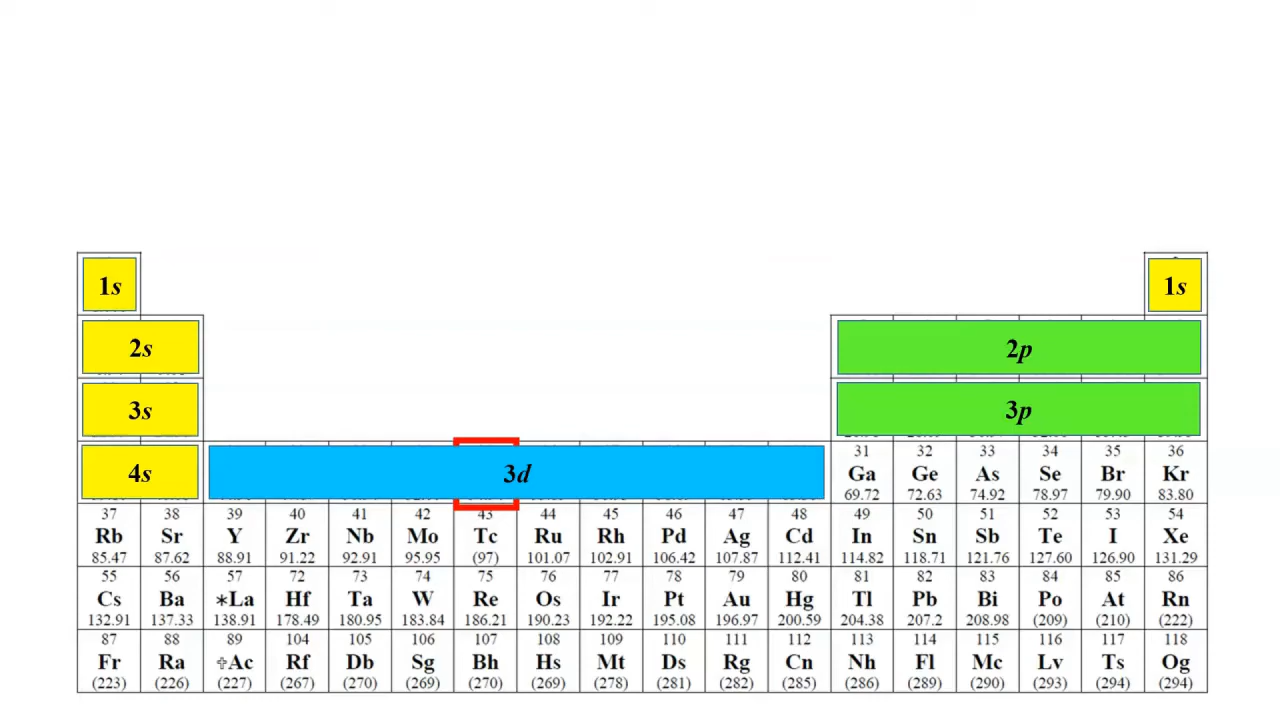 1s 1s
2s 2p
3s 3p
4s 3d
31 32 33 34 35 36
Ga Ge As Se Br Kr
69.72 72.63 74.92 78.97 79.90 83.80
37 38 39 40 41 42 43 44 45 46 47 48 49 50 51 52 53 54
Rb Sr Y Zr Nb Mo Tc Ru Rh Pd Ag Cd In Sn Sb Te I Xe
85.47 87.62 88.91 91.22 92.91 95.95 (97) 101.07 102.91 106.42 107.87 112.41 114.82 118.71 121.76 127.60 126.90 131.29
55 56 57 72 73 74 75 76 77 78 79 80 81 82 83 84 85 86
Cs Ba *La Hf Ta W Re Os Ir Pt Au Hg Tl Pb Bi Po At Rn
132.91 137.33 138.91 178.49 180.95 183.84 186.21 190.23 192.22 195.08 196.97 200.59 204.38 207.2 208.98 (209) (210) (222)
87 88 89 104 105 106 107 108 109 110 111 112 113 114 115 116 117 118
Fr Ra †Ac Rf Db Sg Bh Hs Mt Ds Rg Cn Nh Fl Mc Lv Ts Og
(223) (226) (227) (267) (270) (269) (270) (269) (278) (281) (282) (285) (286) (289) (290) (293) (294) (294)